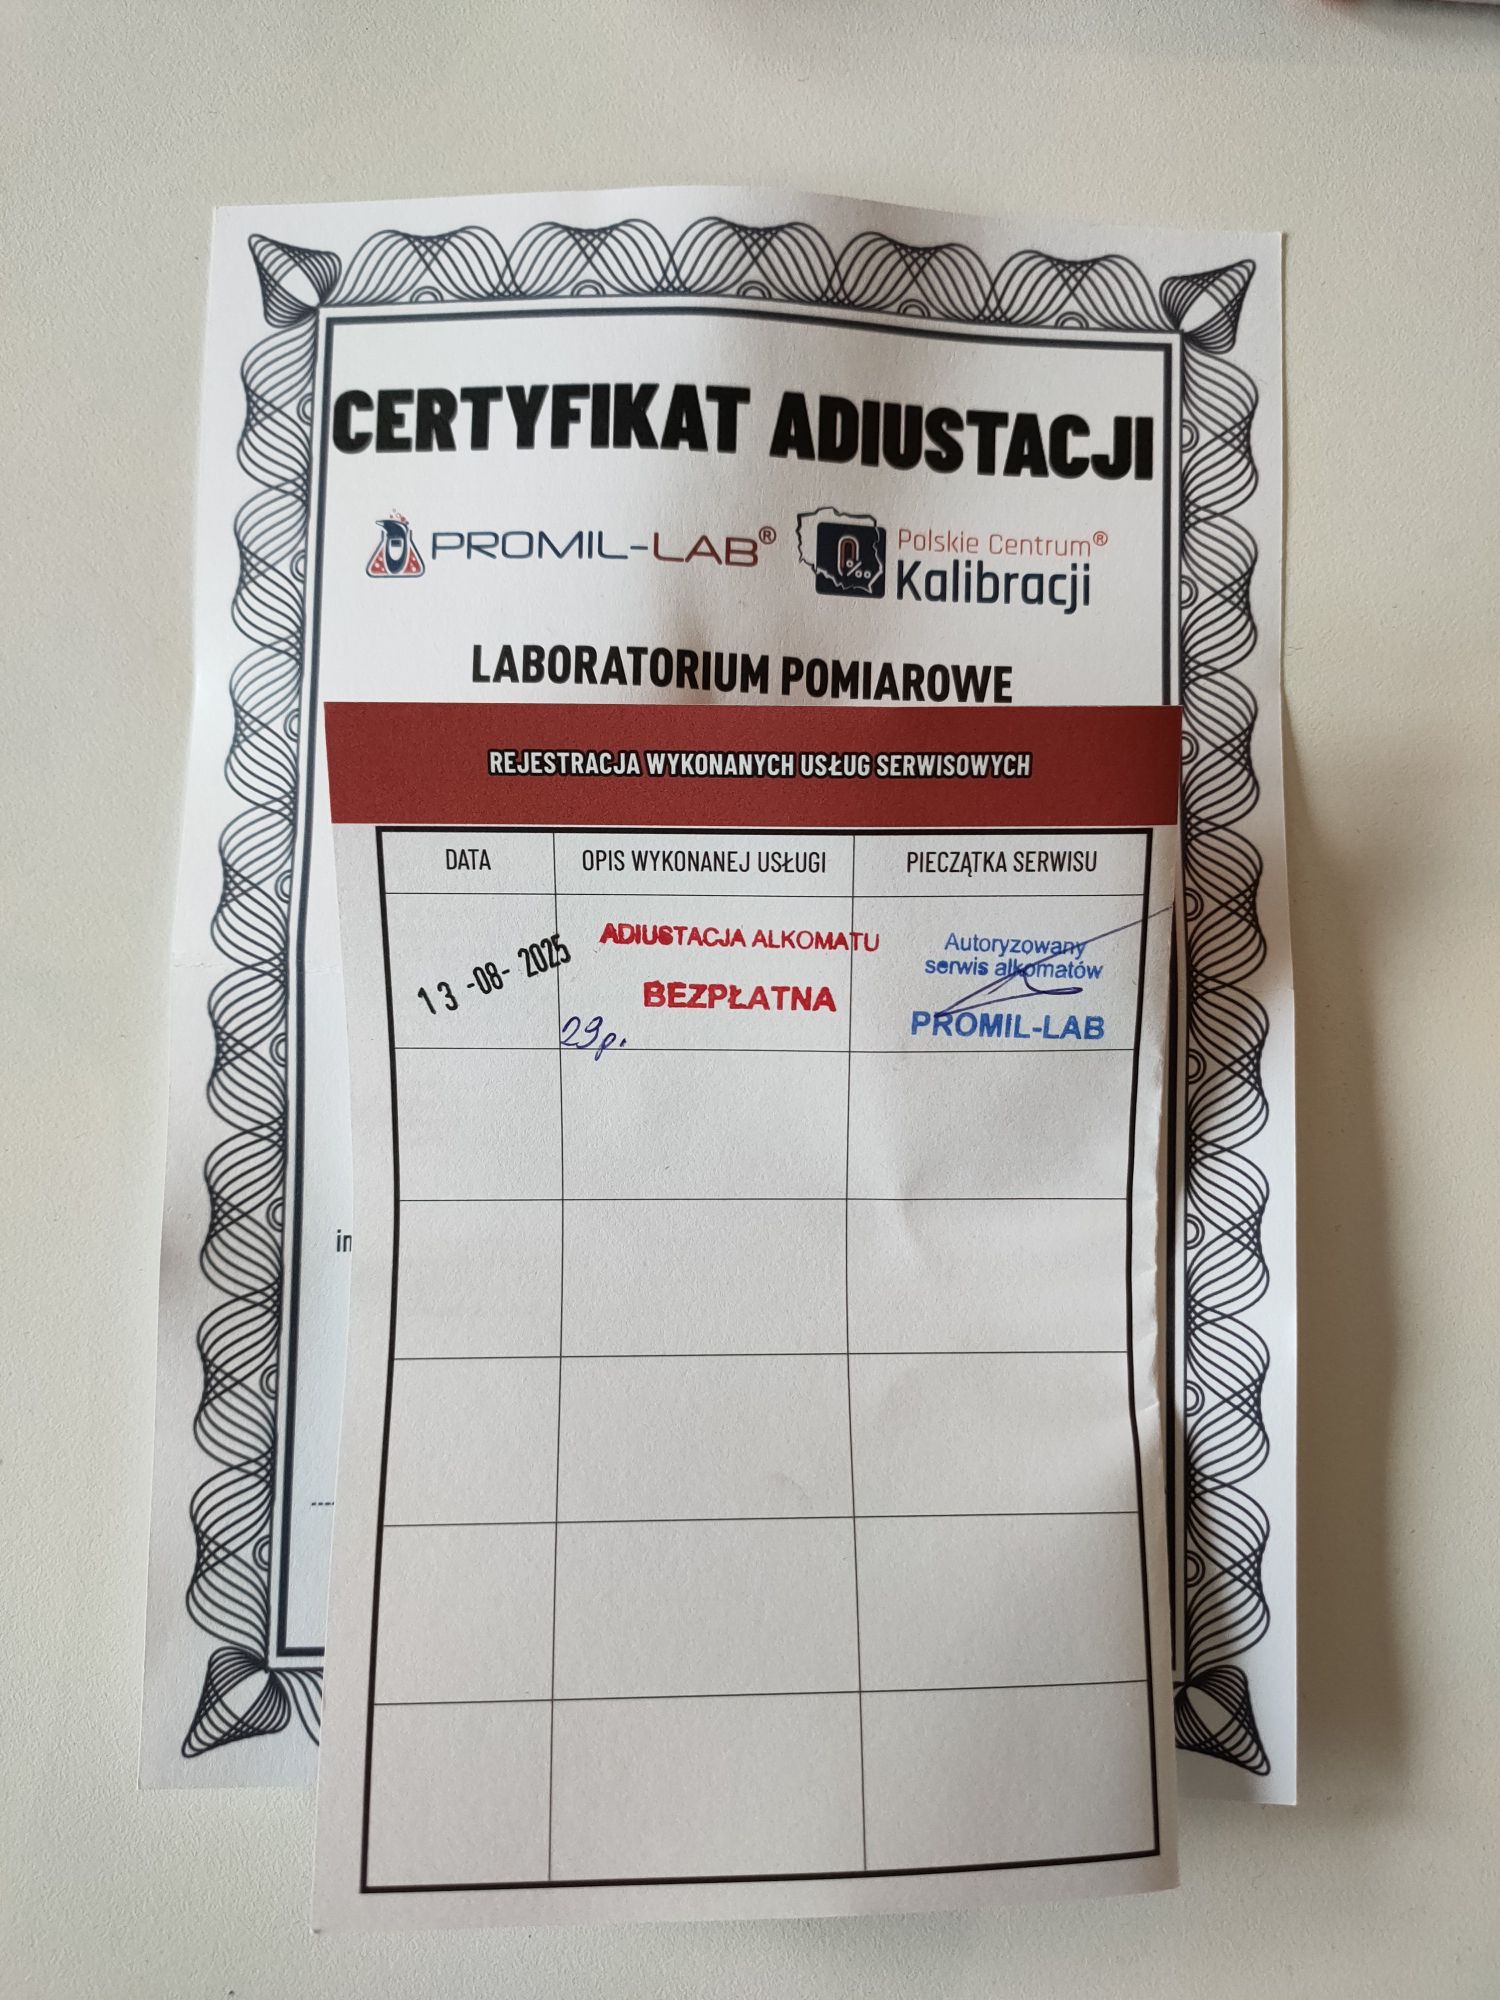 CERTYFIKAT ADIUSTACJI
PROMIL-LAB®
Polskie Centrum®
Kalibracji
LABORATORIUM POMIAROWE
REJESTRACJA WYKONANYCH USŁUG SERWISOWYCH
DATA OPIS WYKONANEJ USŁUGI PIECZĄTKA SERWISU
13-08-2025
ADIUSTACJA ALKOMATU
BEZPŁATNA
29p.
Autoryzowany
serwis alkomatów
PROMIL-LAB